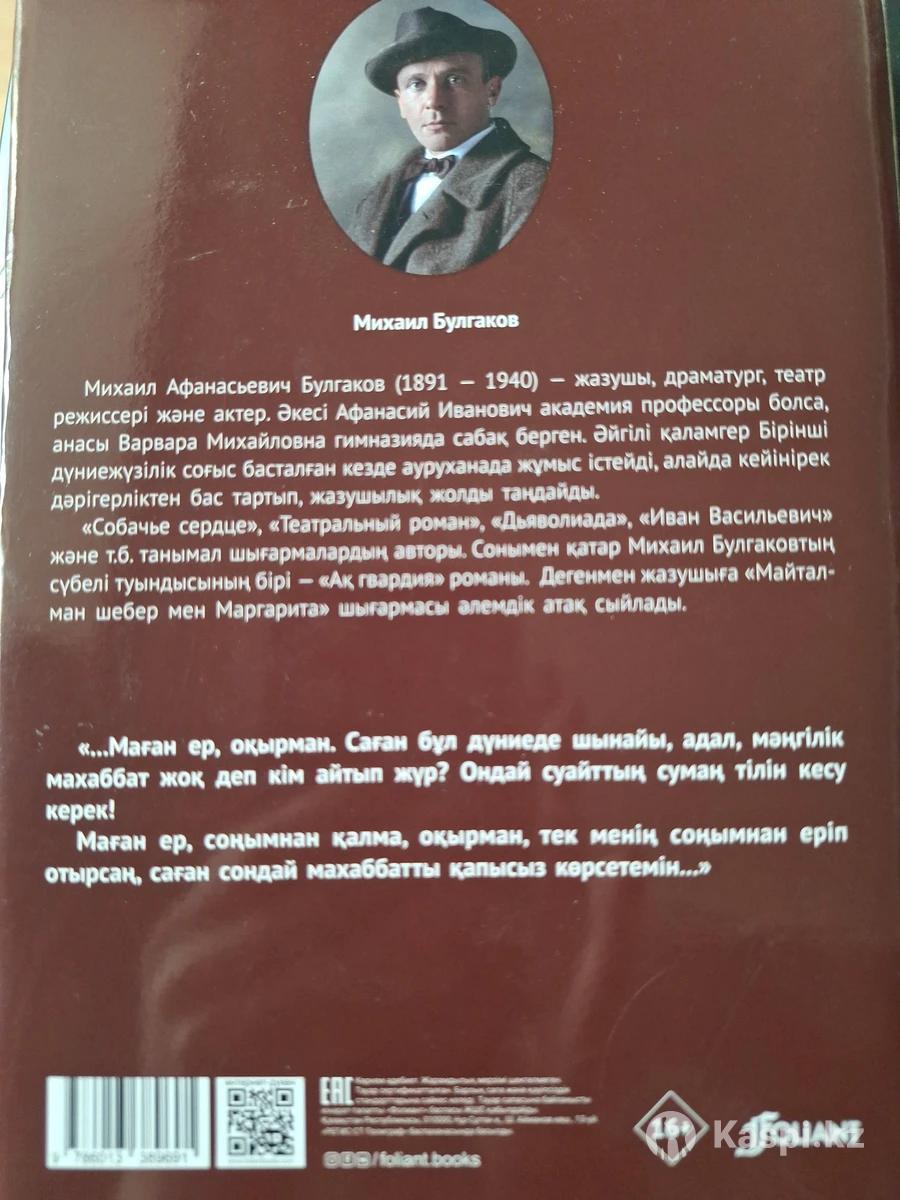 Михаил Булгаков
Михаил Афанасьевич Булгаков (1891 – 1940) – жазушы, драматург, театр
режиссері және актер. Әкесі Афанасий Иванович академия профессоры болса,
анасы Варвара Михайловна гимназияда сабақ берген. Әйгілі қаламгер Бірінші
дүниежүзілік соғыс басталған кезде ауруханада жұмыс істейді, алайда кейінірек
дәрігерліктен бас тартып, жазушылық жолды таңдайды.
«Собачье сердце», «Театральный роман», «Дьяволиада», «Иван Васильевич»
және т.б. танымал шығармалардың авторы. Сонымен қатар Михаил Булгаковтың
сүбелі туындысының бірі – «Ақ гвардия» романы. Дегенмен жазушыға «Майтал-
ман шебер мен Маргарита» шығармасы әлемдік атақ сыйлады.
«...Маған ер, оқырман. Саған бұл дүниеде шынайы, адал, мәңгілік
махаббат жоқ деп кім айтып жүр? Ондай суайттың сумаң тілін кесу
керек!
Маған ер, соңымнан қалма, оқырман, тек менің соңымнан еріп
отырсаң, саған сондай махаббатты қапысыз көрсетемін...»
ИНТЕРНЕТ-ДҮКЕН
EAC
/foliant.books
16+
FOLIANT
Kaspi.kz